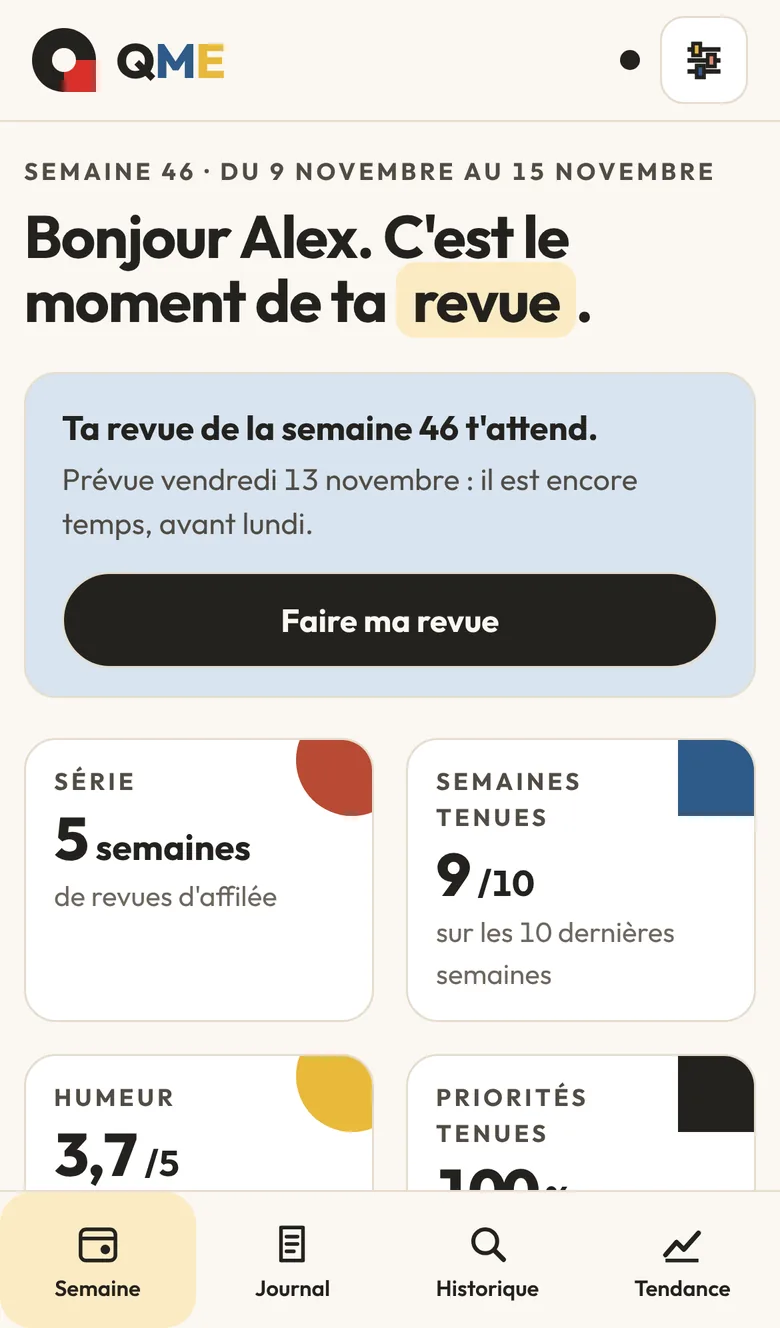 QME
SEMAINE 46 · DU 9 NOVEMBRE AU 15 NOVEMBRE
Bonjour Alex. C'est le
moment de ta revue .
Ta revue de la semaine 46 t'attend.
Prévue vendredi 13 novembre : il est encore
temps, avant lundi.
Faire ma revue
SÉRIE
5 semaines
de revues d'affilée
SEMAINES
TENUES
9 /10
sur les 10 dernières
semaines
HUMEUR
3,7 /5
PRIORITÉS
TENUES
100 %
Semaine
Journal
Historique
Tendance